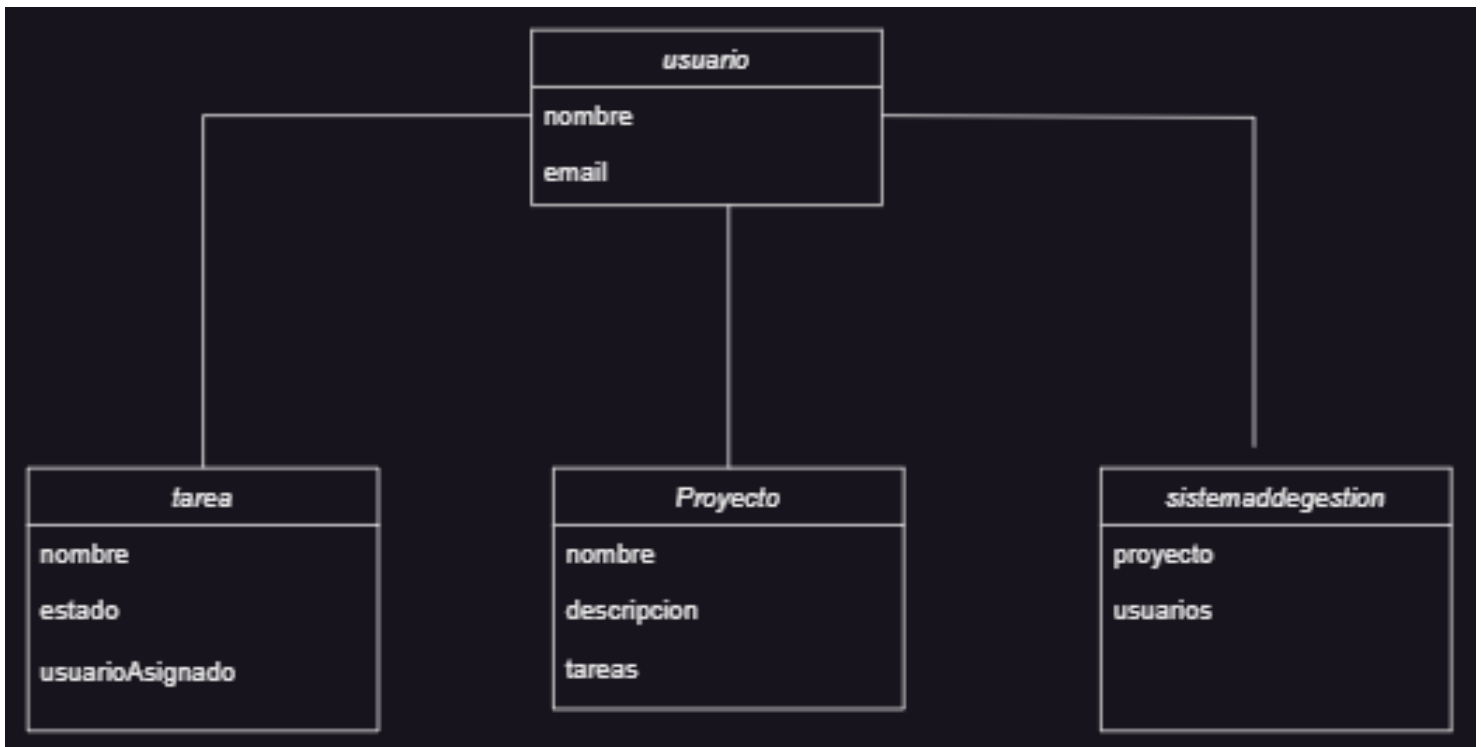 usuario
nombre
email
tarea
nombre
estado
usuarioAsignado
Proyecto
nombre
descripcion
tareas
sistemaddegestion
proyecto
usuarios